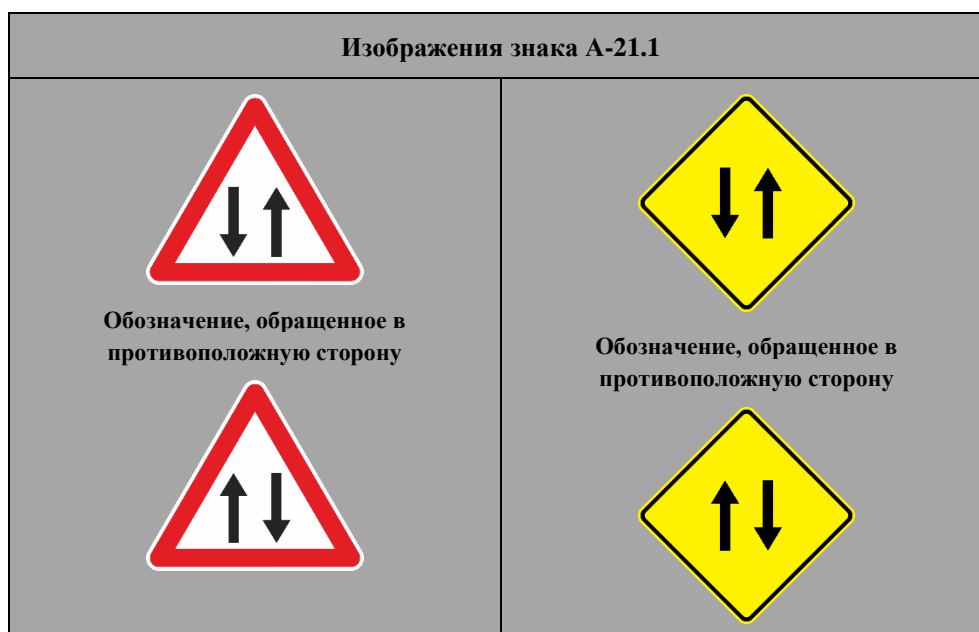 Изображения знака A-21.1
Обозначение, обращенное в
противоположную сторону
Обозначение, обращенное в
противоположную сторону